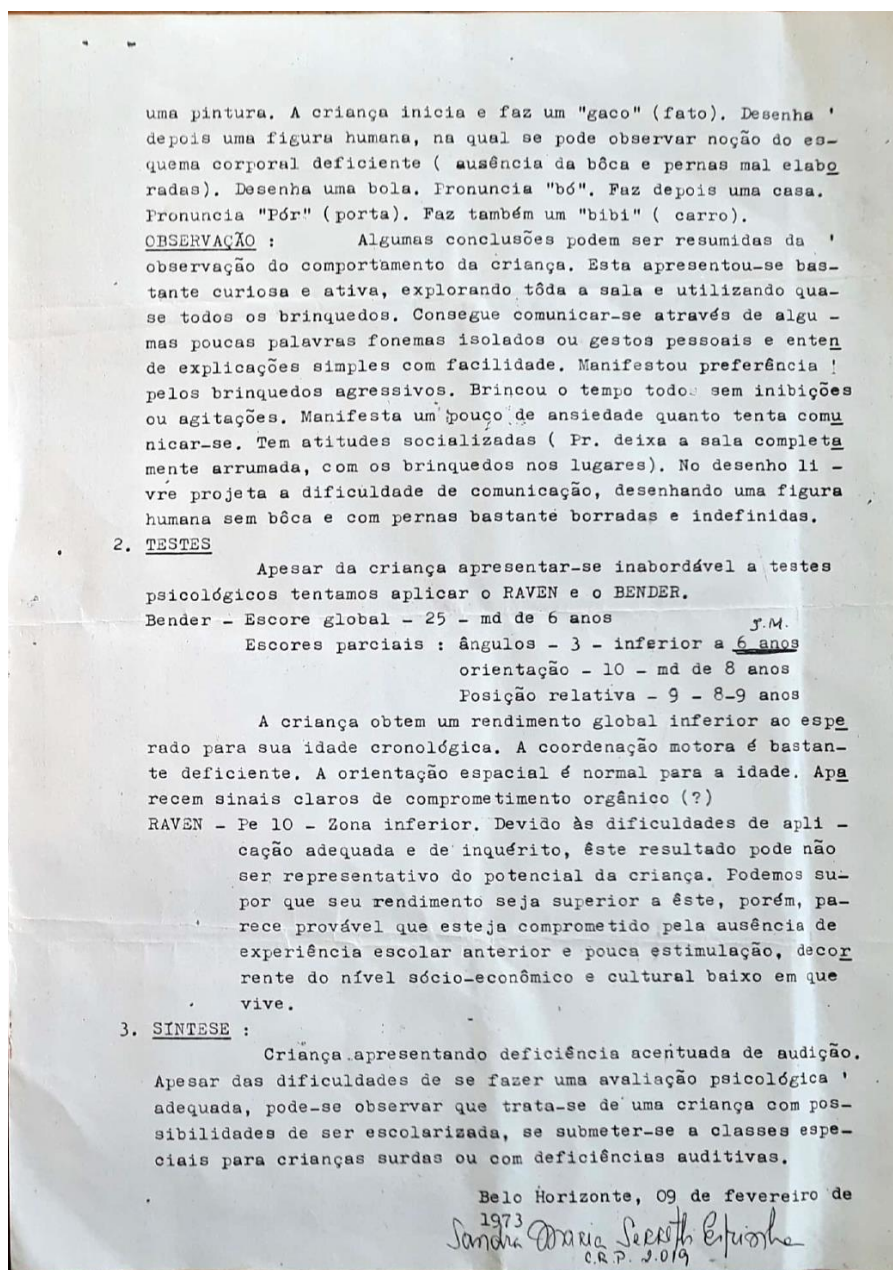 uma pintura. A criança inicia e faz um "gaco" (fato). Desenha '
depois uma figura humana, na qual se pode observar noção do es-
quema corporal deficiente ( ausência da bôca e pernas mal elabo
radas). Desenha uma bola. Pronuncia "bó". Faz depois uma casa.
Pronuncia "Pór" (porta). Faz também um "bibi" ( carro).
OBSERVAÇÃO : Algumas conclusões podem ser resumidas da '
observação do comportamento da criança. Esta apresentou-se bas-
tante curiosa e ativa, explorando tôda a sala e utilizando qua-
se todos os brinquedos. Consegue comunicar-se através de algu -
mas poucas palavras fonemas isolados ou gestos pessoais e enten
de explicações simples com facilidade. Manifestou preferência !
pelos brinquedos agressivos. Brincou o tempo todo sem inibições
ou agitações. Manifesta um pouco de ansiedade quanto tenta comu
nicar-se. Tem atitudes socializadas ( Pr. deixa a sala completa
mente arrumada, com os brinquedos nos lugares). No desenho li -
vre projeta a dificuldade de comunicação, desenhando uma figura
humana sem bôca e com pernas bastante borradas e indefinidas.
2. TESTES
Apesar da criança apresentar-se inabordável a testes
psicológicos tentamos aplicar o RAVEN e o BENDER.
Bender - Escore global - 25 - md de 6 anos
S.M.
Escores parciais : ângulos - 3 - inferior a 6 anos
orientação - 10 - md de 8 anos
Posição relativa - 9 - 8-9 anos
A criança obtem um rendimento global inferior ao espe
rado para sua idade cronológica. A coordenação motora é bastan-
te deficiente. A orientação espacial é normal para a idade. Apa
recem sinais claros de comprometimento orgânico (?)
RAVEN - Pe 10 - Zona inferior. Devido às dificuldades de apli -
cação adequada e de inquérito, êste resultado pode não
ser representativo do potencial da criança. Podemos su-
por que seu rendimento seja superior a êste, porém, pa-
rece provável que esteja comprometido pela ausência de
experiência escolar anterior e pouca estimulação, decor
rente do nível sócio-econômico e cultural baixo em que
vive.
3. SÍNTESE :
Criança apresentando deficiência acentuada de audição.
Apesar das dificuldades de se fazer uma avaliação psicológica '
adequada, pode-se observar que trata-se de uma criança com pos-
sibilidades de ser escolarizada, se submeter-se a classes espe-
ciais para crianças surdas ou com deficiências auditivas.
Belo Horizonte, 09 de fevereiro de
1973
Sandra Maria
C.R.P. 2.019